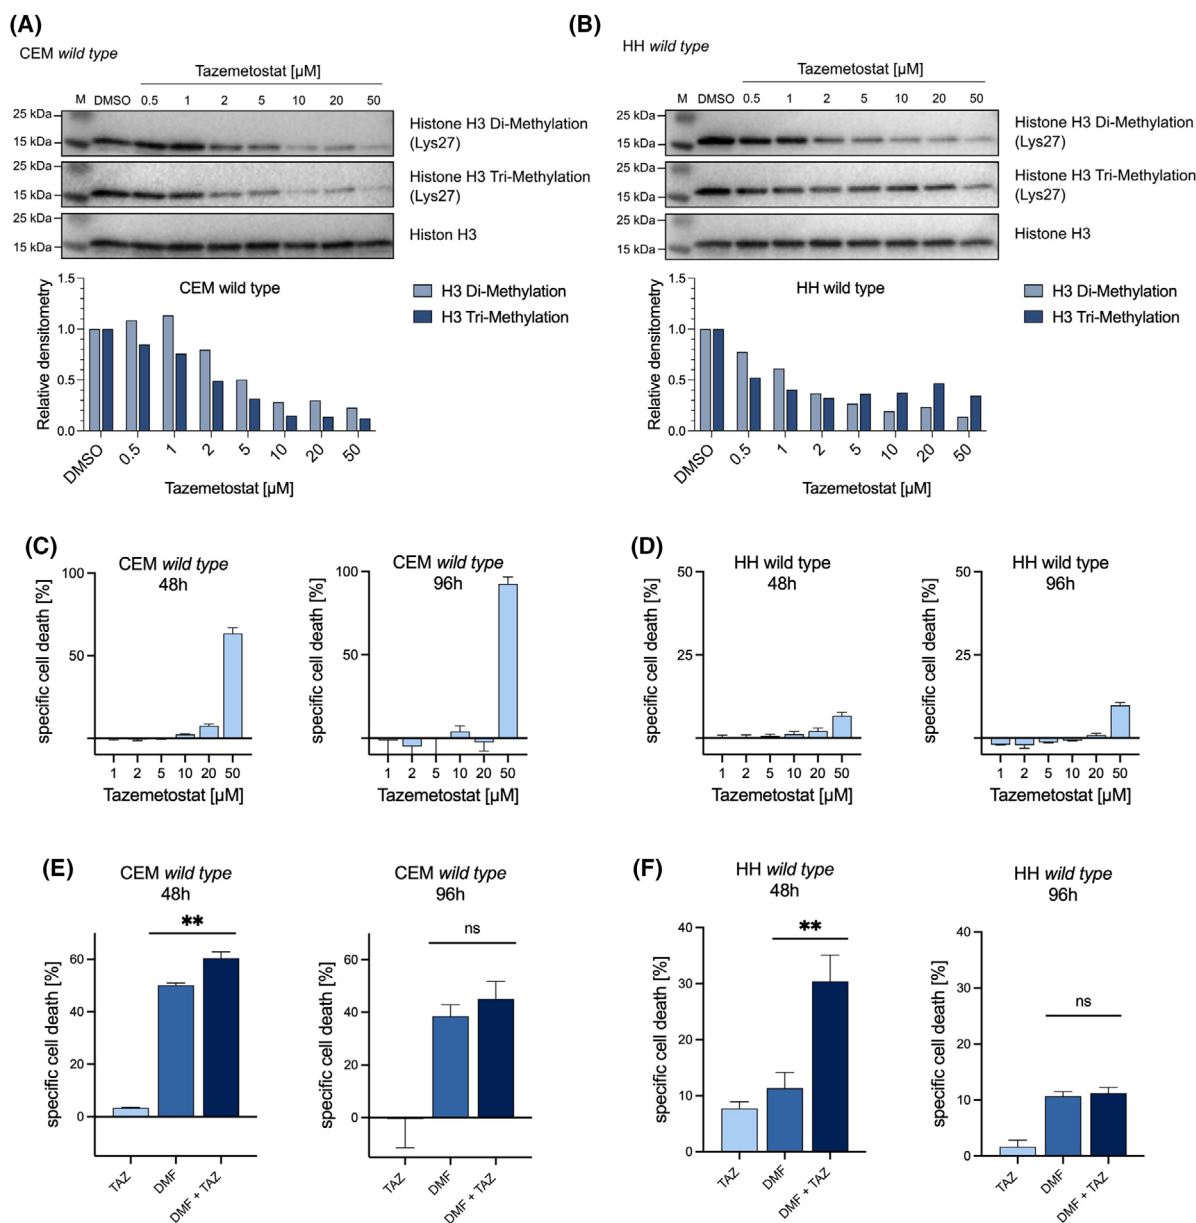 (A)
CEM wild type
Tazemetostat [µM]
M DMSO 0.5 1 2 5 10 20 50
25 kDa
15 kDa
Histone H3 Di-Methylation
(Lys27)
25 kDa
15 kDa
Histone H3 Tri-Methylation
(Lys27)
25 kDa
15 kDa
Histon H3
CEM wild type
H3 Di-Methylation
H3 Tri-Methylation
Relative densitometry
1.5
1.0
0.5
0.0
DMSO 0.5 1 2 5 10 20 50
Tazemetostat [µM]
(B)
HH wild type
Tazemetostat [µM]
M DMSO 0.5 1 2 5 10 20 50
25 kDa
15 kDa
Histone H3 Di-Methylation
(Lys27)
25 kDa
15 kDa
Histone H3 Tri-Methylation
(Lys27)
25 kDa
15 kDa
Histone H3
HH wild type
H3 Di-Methylation
H3 Tri-Methylation
Relative densitometry
1.5
1.0
0.5
0.0
DMSO 0.5 1 2 5 10 20 50
Tazemetostat [µM]
(C)
CEM wild type
48h
specific cell death [%]
100
50
1 2 5 10 20 50
Tazemetostat [µM]
CEM wild type
96h
specific cell death [%]
100
50
1 2 5 10 20 50
Tazemetostat [µM]
(D)
HH wild type
48h
specific cell death [%]
50
25
1 2 5 10 20 50
Tazemetostat [µM]
HH wild type
96h
specific cell death [%]
50
25
1 2 5 10 20 50
Tazemetostat [µM]
(E)
CEM wild type
48h
**
specific cell death [%]
60
40
20
0
TAZ DMF DMF + TAZ
CEM wild type
96h
ns
specific cell death [%]
60
40
20
0
TAZ DMF DMF + TAZ
(F)
HH wild type
48h
**
specific cell death [%]
40
30
20
10
0
TAZ DMF DMF + TAZ
HH wild type
96h
ns
specific cell death [%]
40
30
20
10
0
TAZ DMF DMF + TAZ